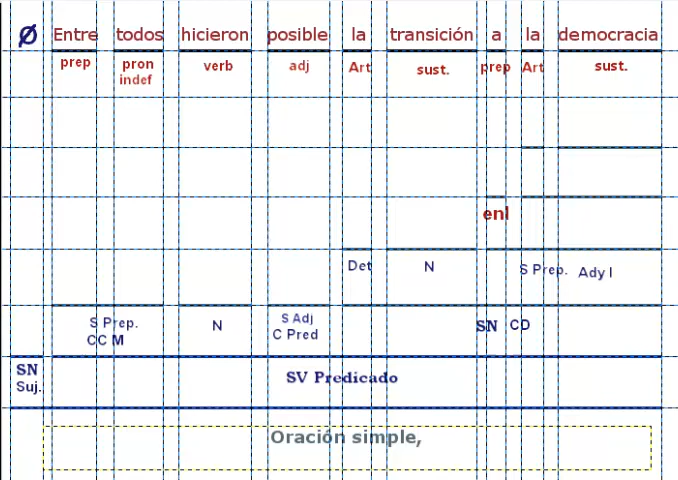 Ø Entre todos hicieron posible la transición a la democracia
prep pron indef verb adj Art sust. prep Art sust.
enl
Det N S Prep. Ady l
S Prep. CC M N S Adj C Pred SN CD
SN Suj. SV Predicado
Oración simple,